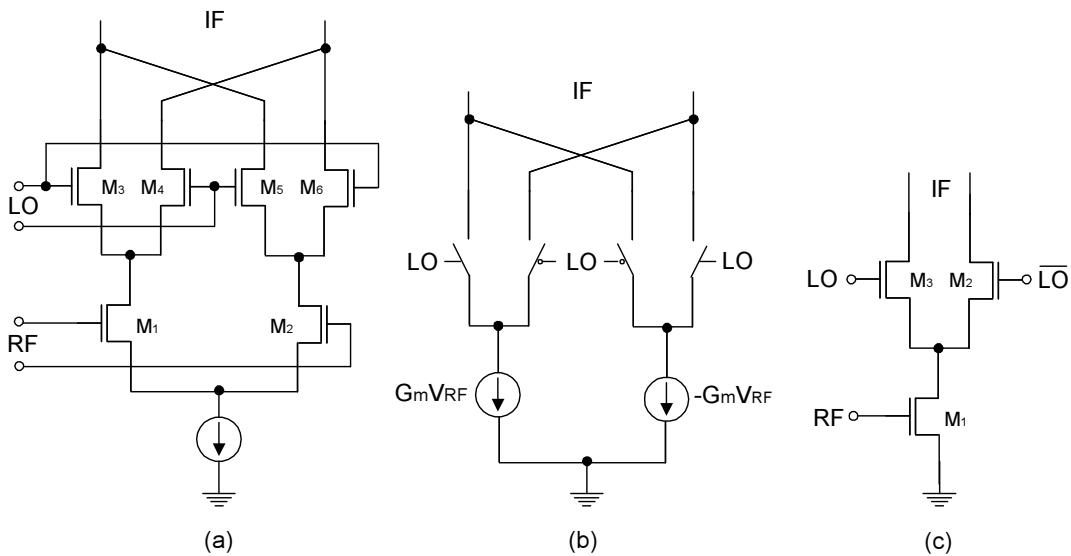 IF
M3 M4 M5 M6
LO
M1 M2
RF
(a)
IF
LO LO LO
GmVRF -GmVRF
(b)
IF
LO M3 M2 L̅O̅
RF M1
(c)